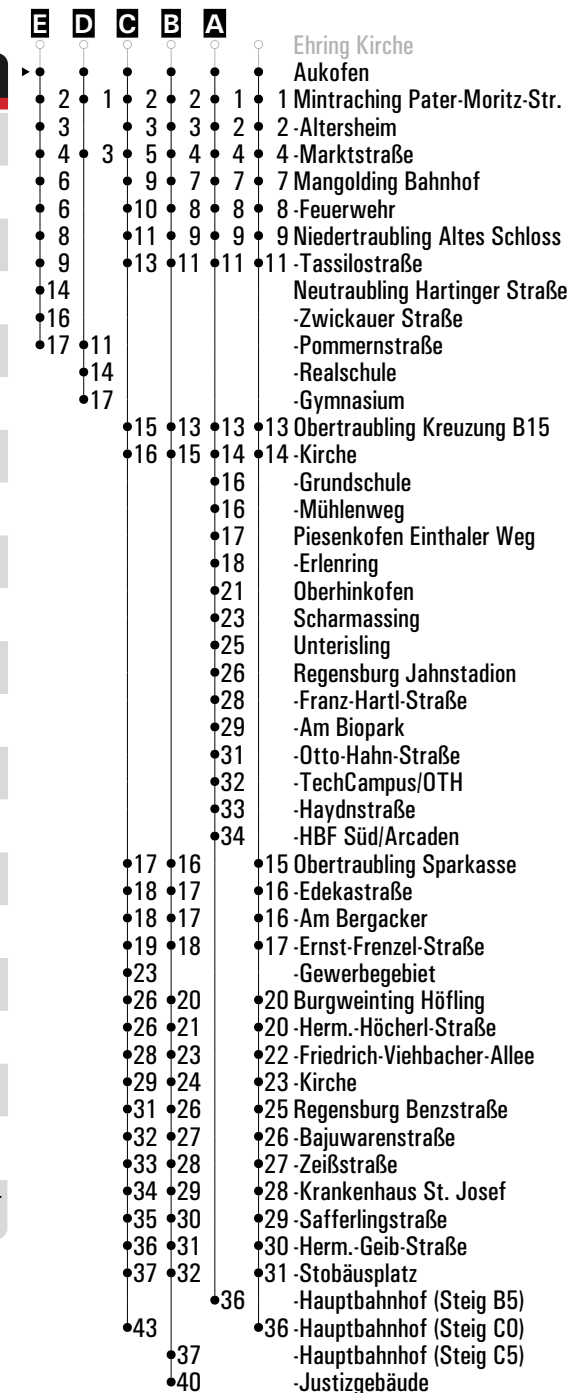 E D C B A
Ehring Kirche
Aukofen
2 1 2 2 1 1 Mintraching Pater-Moritz-Str.
3 3 3 2 2 -Altersheim
4 3 5 4 4 4 -Marktstraße
6 9 7 7 7 Mangolding Bahnhof
6 10 8 8 8 -Feuerwehr
8 11 9 9 9 Niedertraubling Altes Schloss
9 13 11 11 11 -Tassilostraße
14 Neutraubling Hartinger Straße
16 -Zwickauer Straße
17 11 -Pommernstraße
14 -Realschule
17 -Gymnasium
15 13 13 13 Obertraubling Kreuzung B15
16 15 14 14 -Kirche
16 -Grundschule
16 -Mühlenweg
17 Piesenkofen Einthaler Weg
18 -Erlenring
21 Oberhinkofen
23 Scharmassing
25 Unterisling
26 Regensburg Jahnstadion
28 -Franz-Hartl-Straße
29 -Am Biopark
31 -Otto-Hahn-Straße
32 -TechCampus/OTH
33 -Haydnstraße
34 -HBF Süd/Arcaden
17 16 15 Obertraubling Sparkasse
18 17 16 -Edekastraße
18 17 16 -Am Bergacker
19 18 17 -Ernst-Frenzel-Straße
23 -Gewerbegebiet
26 20 20 Burgweinting Höfling
26 21 20 -Herm.-Höcherl-Straße
28 23 22 -Friedrich-Viehbacher-Allee
29 24 23 -Kirche
31 26 25 Regensburg Benzstraße
32 27 26 -Bajuwarenstraße
33 28 27 -Zeißstraße
34 29 28 -Krankenhaus St. Josef
35 30 29 -Safferlingstraße
36 31 30 -Herm.-Geib-Straße
37 32 31 -Stobäusplatz
36 -Hauptbahnhof (Steig B5)
43 36 -Hauptbahnhof (Steig C0)
37 -Hauptbahnhof (Steig C5)
40 -Justizgebäude